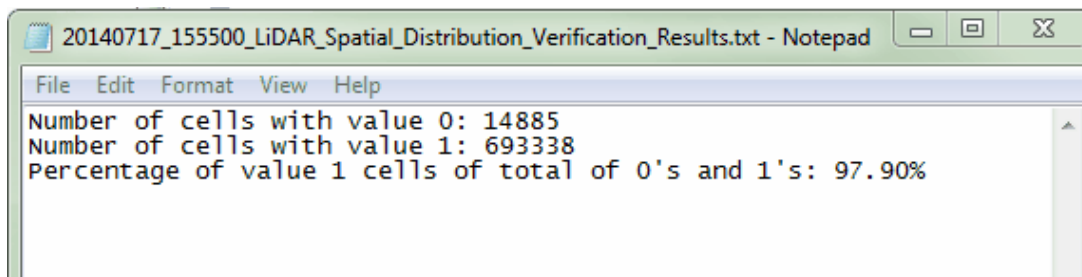 20140717_155500_LiDAR_Spatial_Distribution_Verification_Results.txt - Notepad
File Edit Format View Help
Number of cells with value 0: 14885
Number of cells with value 1: 693338
Percentage of value 1 cells of total of 0's and 1's: 97.90%